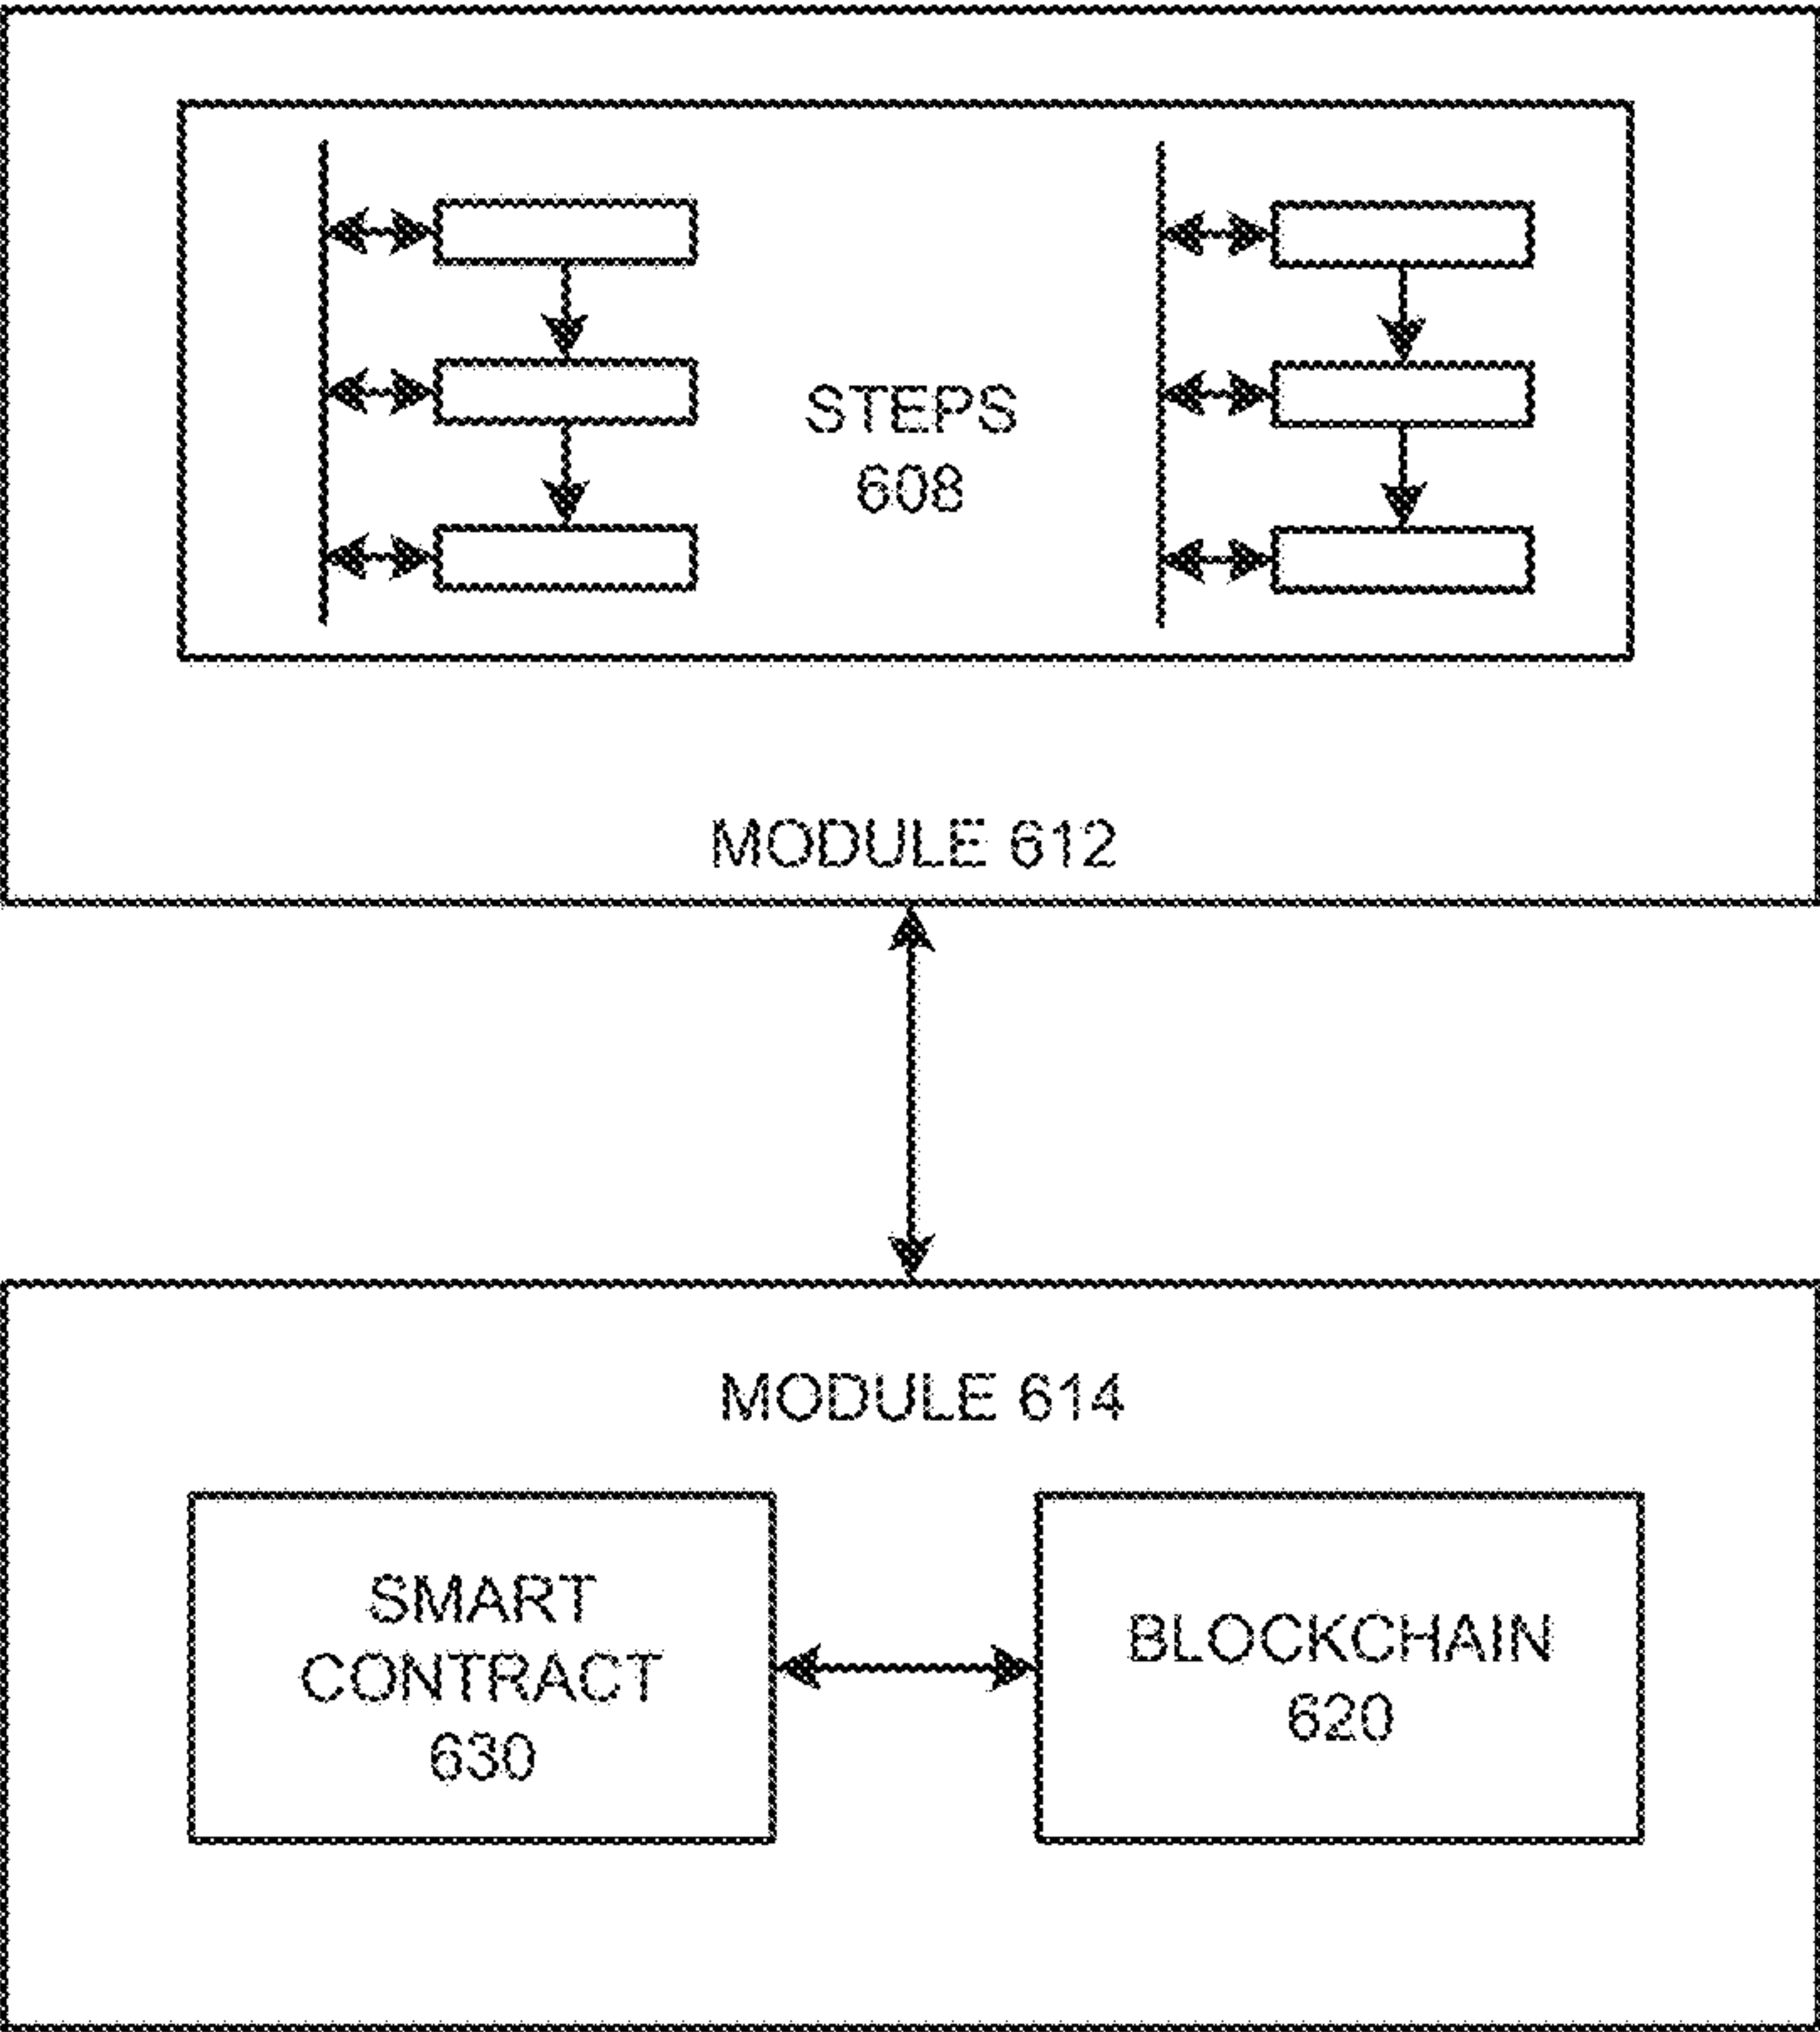 STEPS
608
MODULE 612
MODULE 614
SMART
CONTRACT
630
BLOCKCHAIN
620